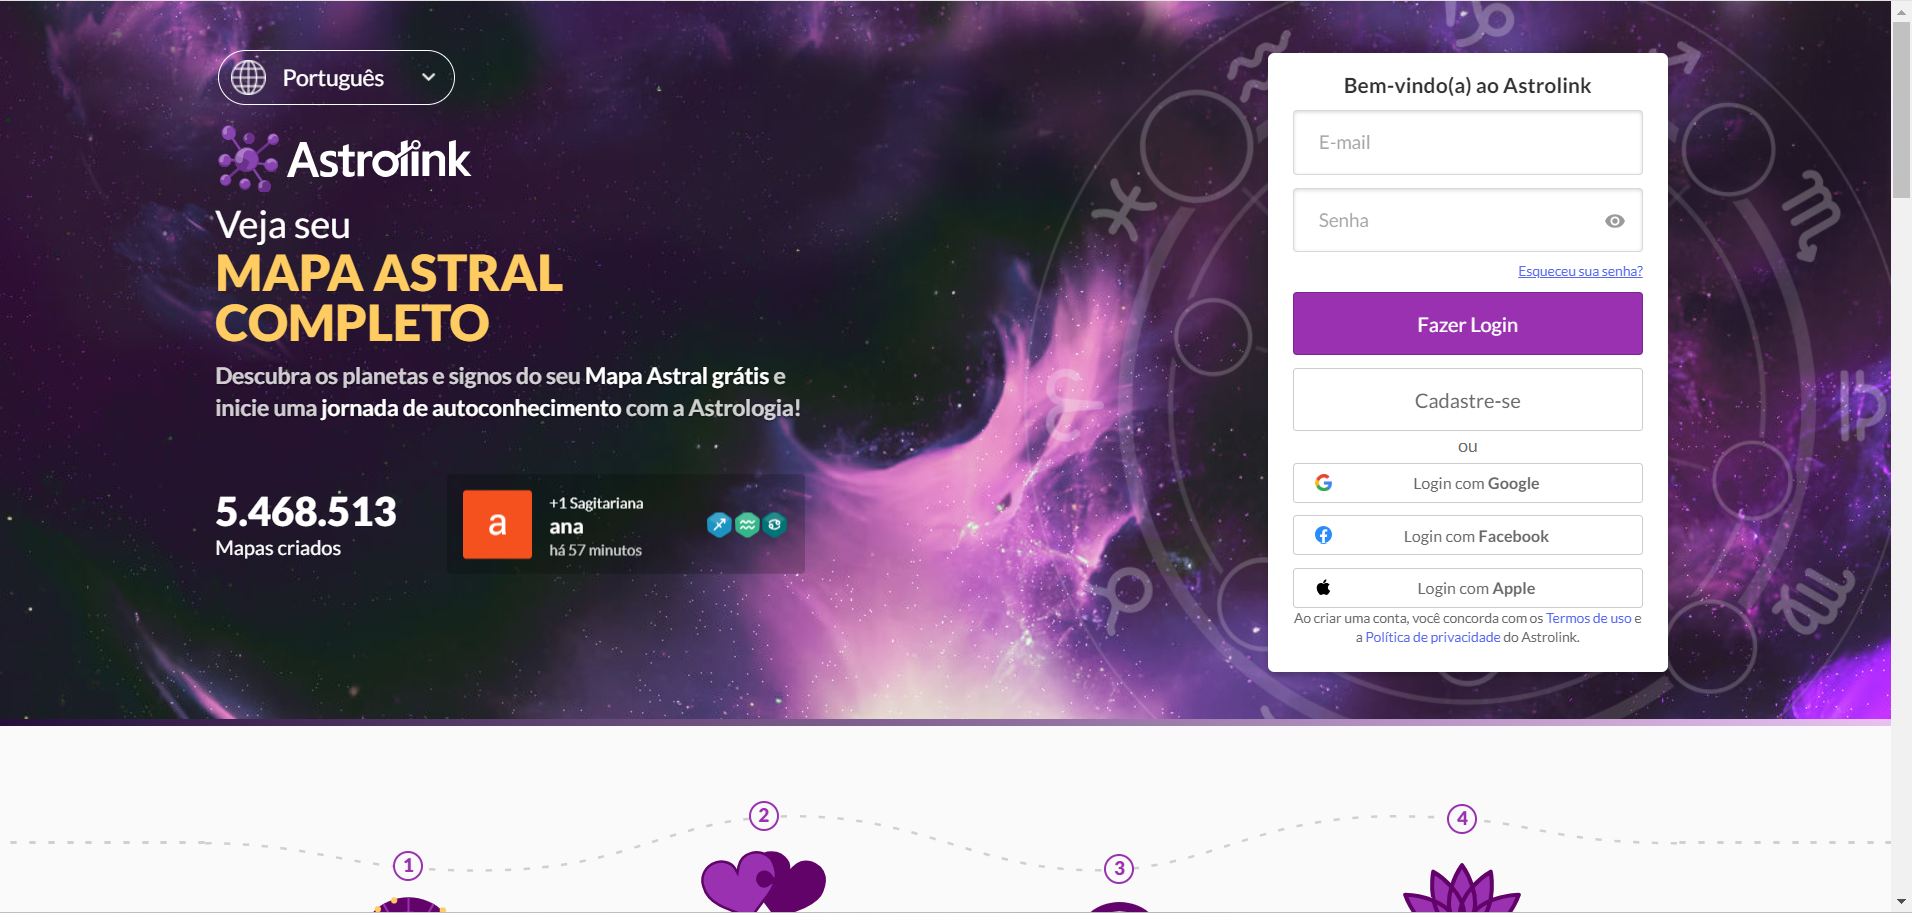 Português
Astrolink
Veja seu
MAPA ASTRAL
COMPLETO
Descubra os planetas e signos do seu Mapa Astral grátis e
inicie uma jornada de autoconhecimento com a Astrologia!
5.468.513
Mapas criados
a
+1 Sagitariana
ana
há 57 minutos
Bem-vindo(a) ao Astrolink
E-mail
Senha
Esqueceu sua senha?
Fazer Login
Cadastre-se
ou
Login com Google
Login com Facebook
Login com Apple
Ao criar uma conta, você concorda com os Termos de uso e
a Política de privacidade do Astrolink.
1
2
3
4